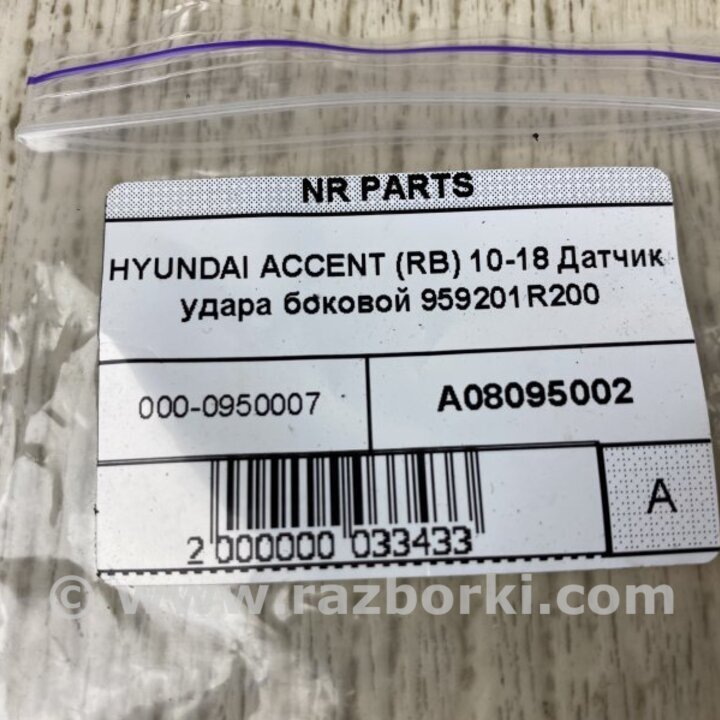 NR PARTS
HYUNDAI ACCENT (RB) 10-18 Датчик
удара боковой 959201R200
000-0950007
A08095002
A
2 000000 033433
© www.razborki.com